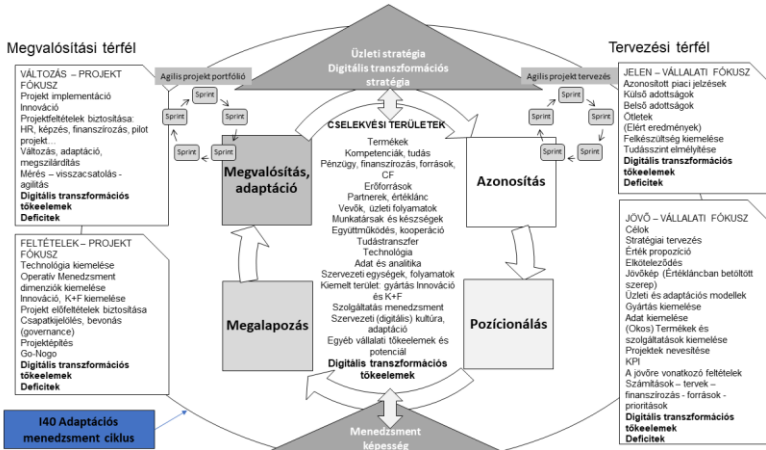 Megvalósítási térfél
Tervezési térfél
Üzleti stratégia
Digitális transzformációs
stratégia
Agilis projekt portfólió
Sprint
Sprint
Sprint
Sprint
Sprint
Agilis projekt tervezés
Sprint
Sprint
Sprint
Sprint
Sprint
VÁLTOZÁS – PROJEKT
FÓKUSZ
Projekt implementáció
Innováció
Projektfeltételek biztosítása:
HR, képzés, finanszírozás, pilot
projekt…
Változás, adaptáció,
megszilárdítás
Mérés – visszacsatolás -
agilitás
Digitális transzformációs
tőkeelemek
Deficitek
FELTÉTELEK – PROJEKT
FÓKUSZ
Technológia kiemelése
Operatív Menedzsment
dimenziók kiemelése
Innováció, K+F kiemelése
Projekt előfeltételek biztosítása
Csapatkijelölés, bevonás
(governance)
Projektépítés
Go-Nogo
Digitális transzformációs
tőkeelemek
Deficitek
Megvalósítás,
adaptáció
Megalapozás
CSELEKVÉSI TERÜLETEK
Termékek
Kompetenciák, tudás
Pénzügy, finanszírozás, források,
CF
Erőforrások
Partnerek, értéklánc
Vevők, üzleti folyamatok
Munkatársak és készségek
Együttműködés, kooperáció
Tudástranszfer
Technológia
Adat és analitika
Szervezeti egységek, folyamatok
Kiemelt terület: gyártás Innováció
és K+F
Szolgáltatás menedzsment
Szervezeti (digitális) kultúra,
adaptáció
Egyéb vállalati tőkeelemek és
potenciál
Digitális transzformációs
tőkeelemek
Azonosítás
Pozícionálás
JELEN – VÁLLALATI FÓKUSZ
Azonosított piaci jelzések
Külső adottságok
Belső adottságok
Ötletek
(Elért eredmények)
Felkészültség kiemelése
Tudásszint elmélyítése
Digitális transzformációs
tőkeelemek
Deficitek
JÖVŐ – VÁLLALATI FÓKUSZ
Célok
Stratégiai tervezés
Érték propozíció
Elköteleződés
Jövőkép (Értékláncban betöltött
szerep)
Üzleti és adaptációs modellek
Gyártás kiemelése
Adat kiemelése
(Okos) Termékek és
szolgáltatások kiemelése
Projektek nevesítése
KPI
A jövőre vonatkozó feltételek
Számítások – tervek –
finanszírozás - források -
prioritások
Digitális transzformációs
tőkeelemek
Deficitek
I40 Adaptációs
menedzsment ciklus
Menedzsment
képesség